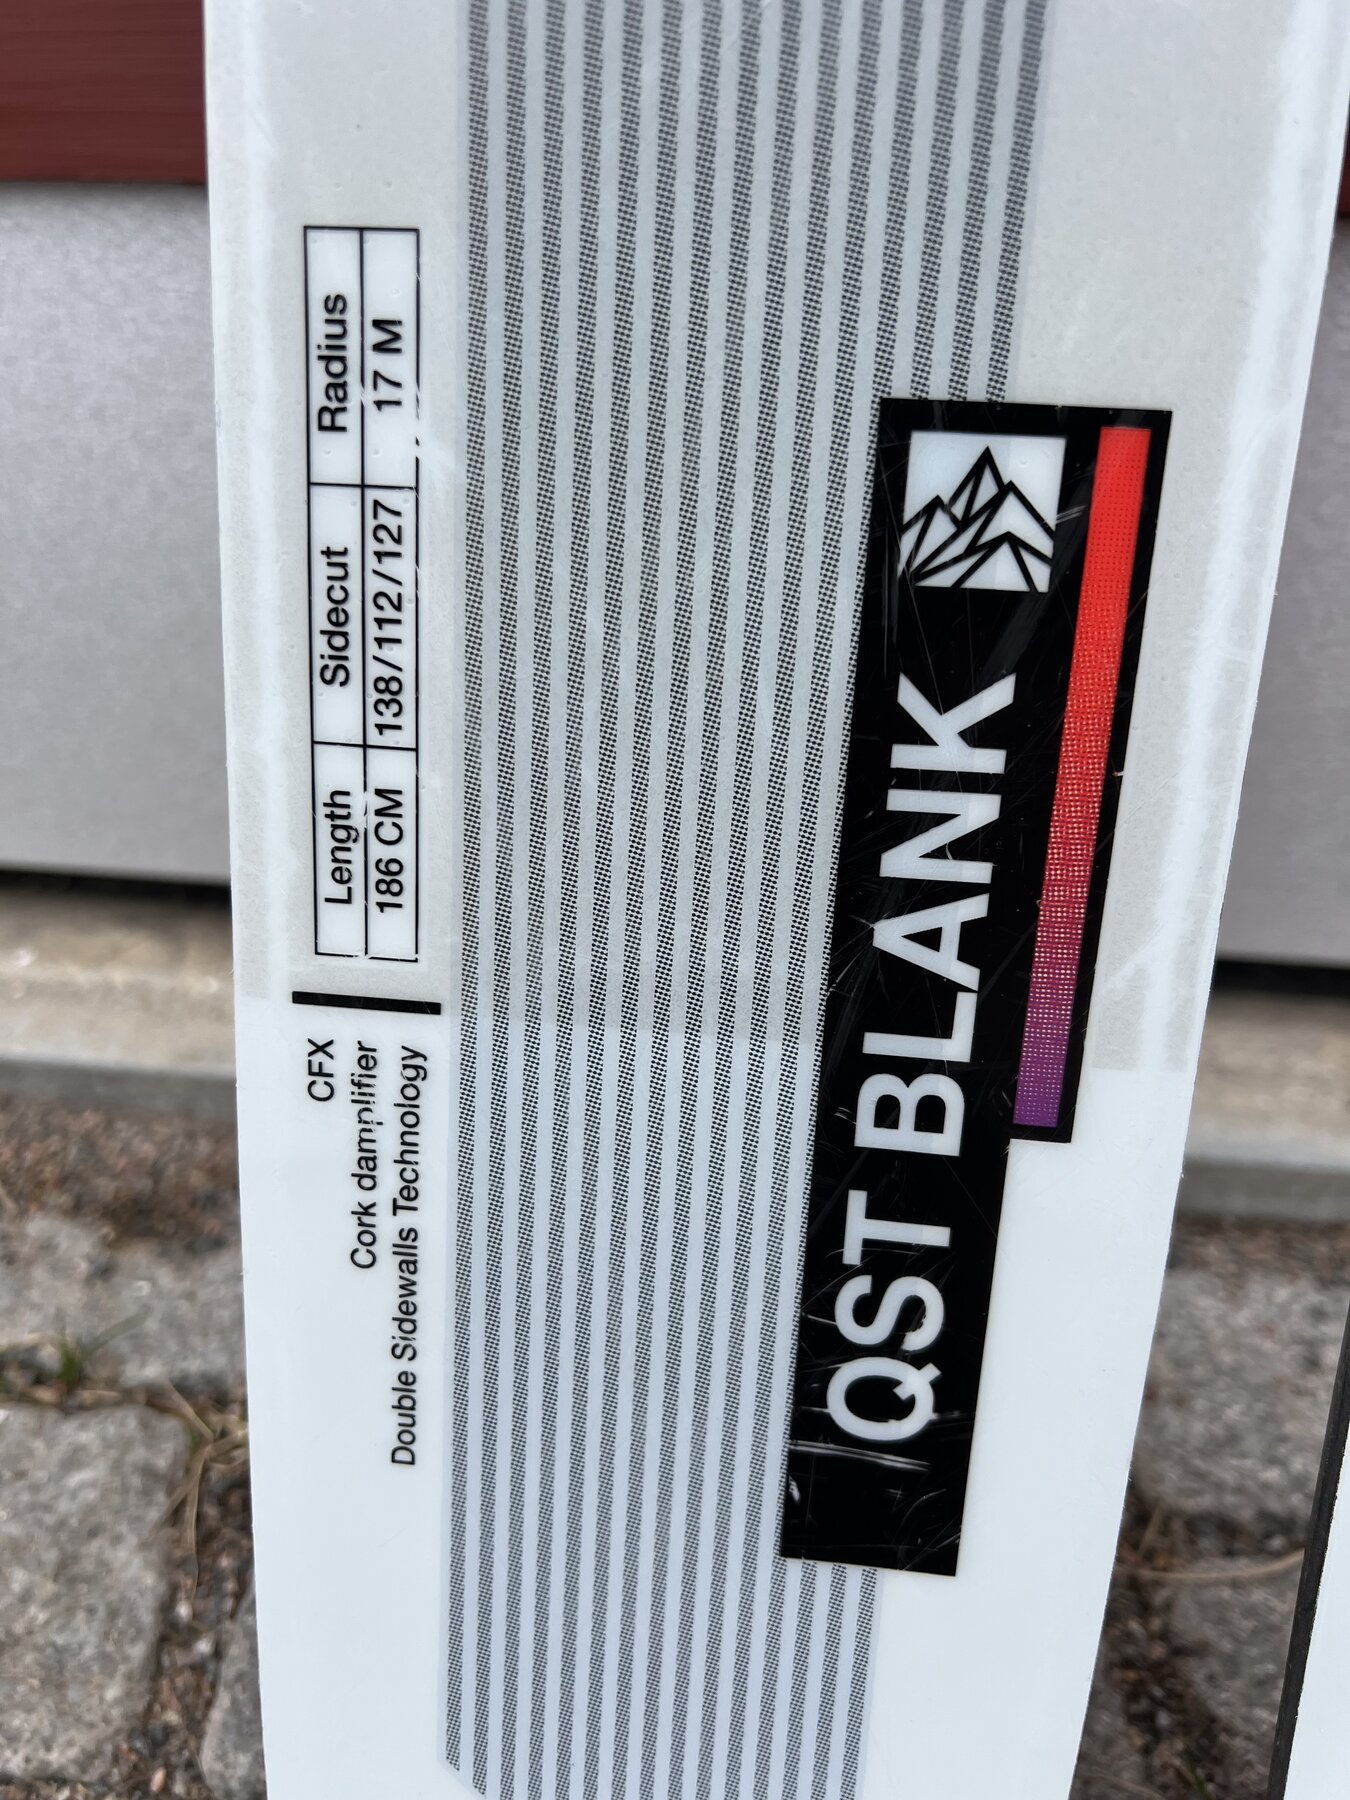 Length Sidecut Radius
186 CM 138/112/127 17 M
CFX
Cork damplifier
Double Sidewalls Technology
QST BLANK